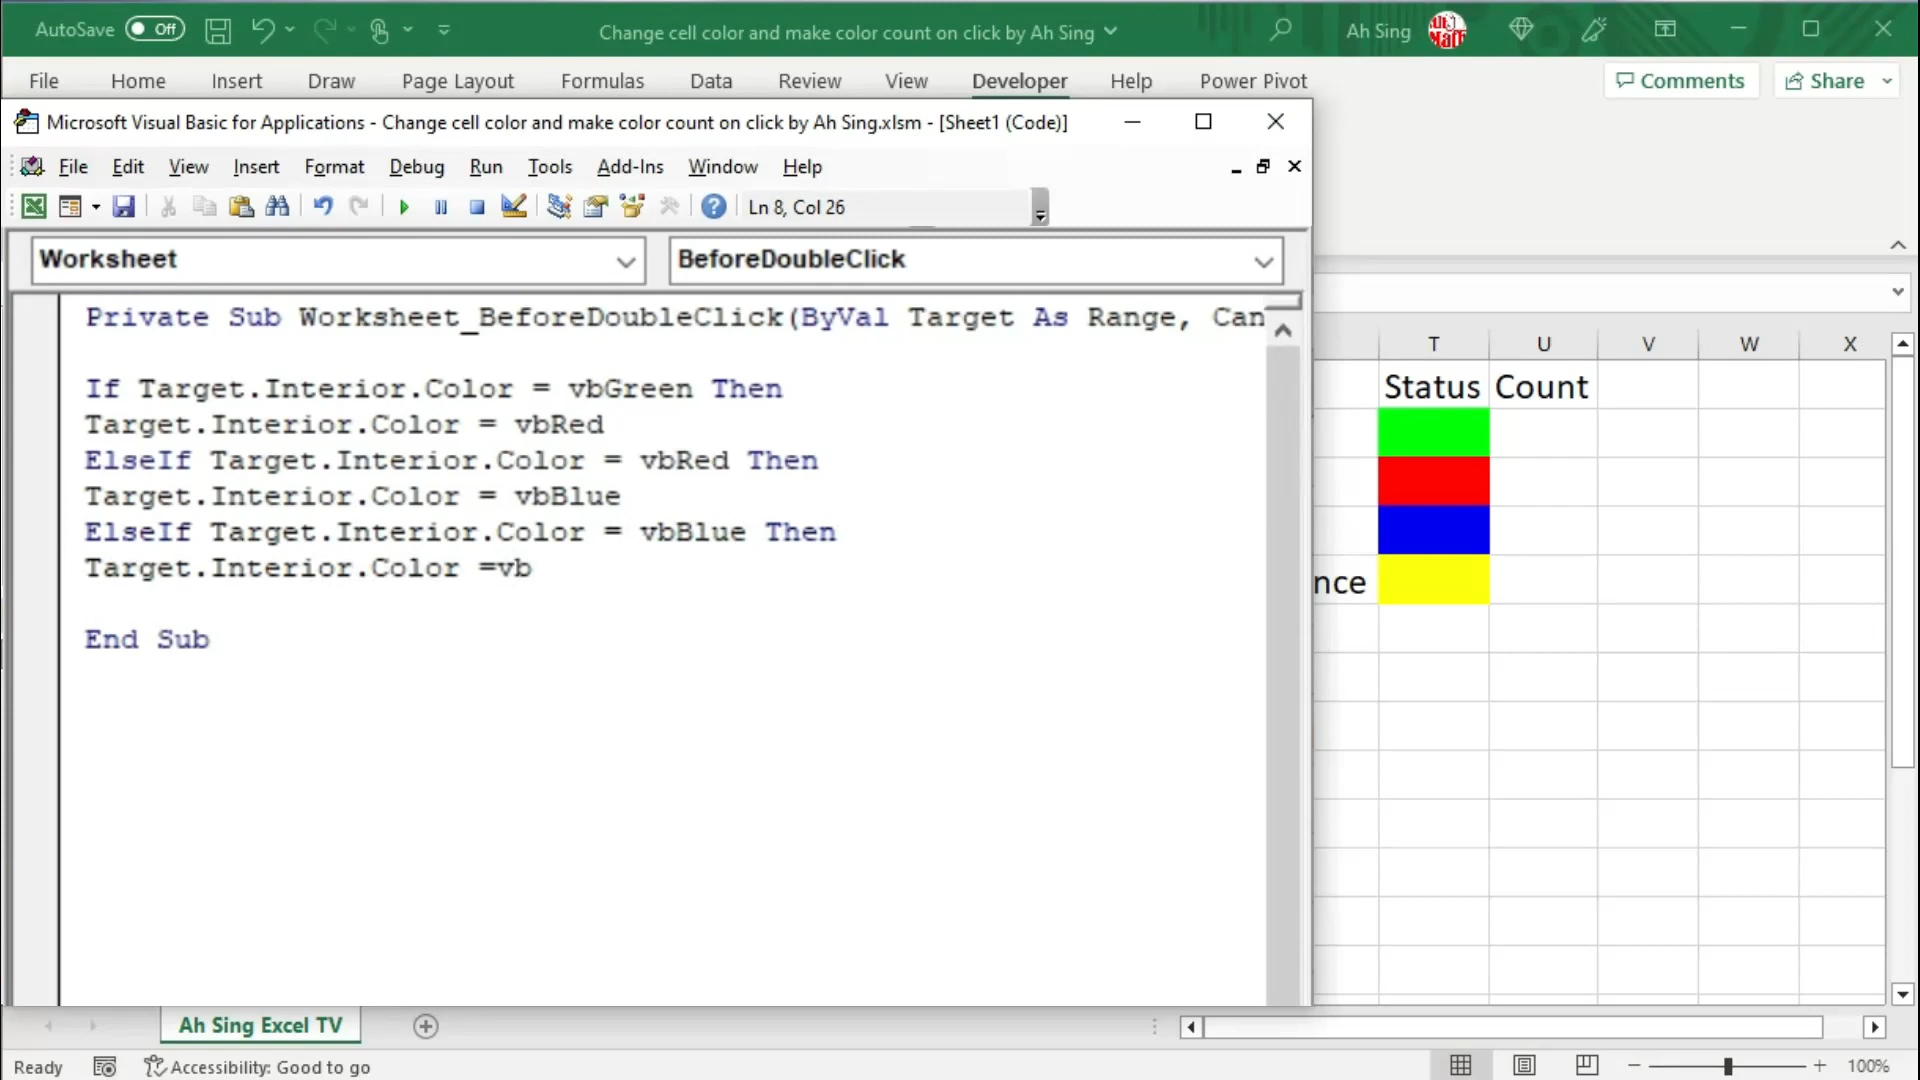 AutoSave Off Change cell color and make color count on click by Ah Sing Ah Sing
File Home Insert Draw Page Layout Formulas Data Review View Developer Help Power Pivot Comments Share
Microsoft Visual Basic for Applications - Change cell color and make color count on click by Ah Sing.xlsm - [Sheet1 (Code)]
File Edit View Insert Format Debug Run Tools Add-Ins Window Help
Ln 8, Col 26
Worksheet BeforeDoubleClick
Private Sub Worksheet_BeforeDoubleClick(ByVal Target As Range, Can
If Target.Interior.Color = vbGreen Then
Target.Interior.Color = vbRed
ElseIf Target.Interior.Color = vbRed Then
Target.Interior.Color = vbBlue
ElseIf Target.Interior.Color = vbBlue Then
Target.Interior.Color =vb
End Sub
T U V W X
Status Count
nce
Ah Sing Excel TV
Ready Accessibility: Good to go 100%